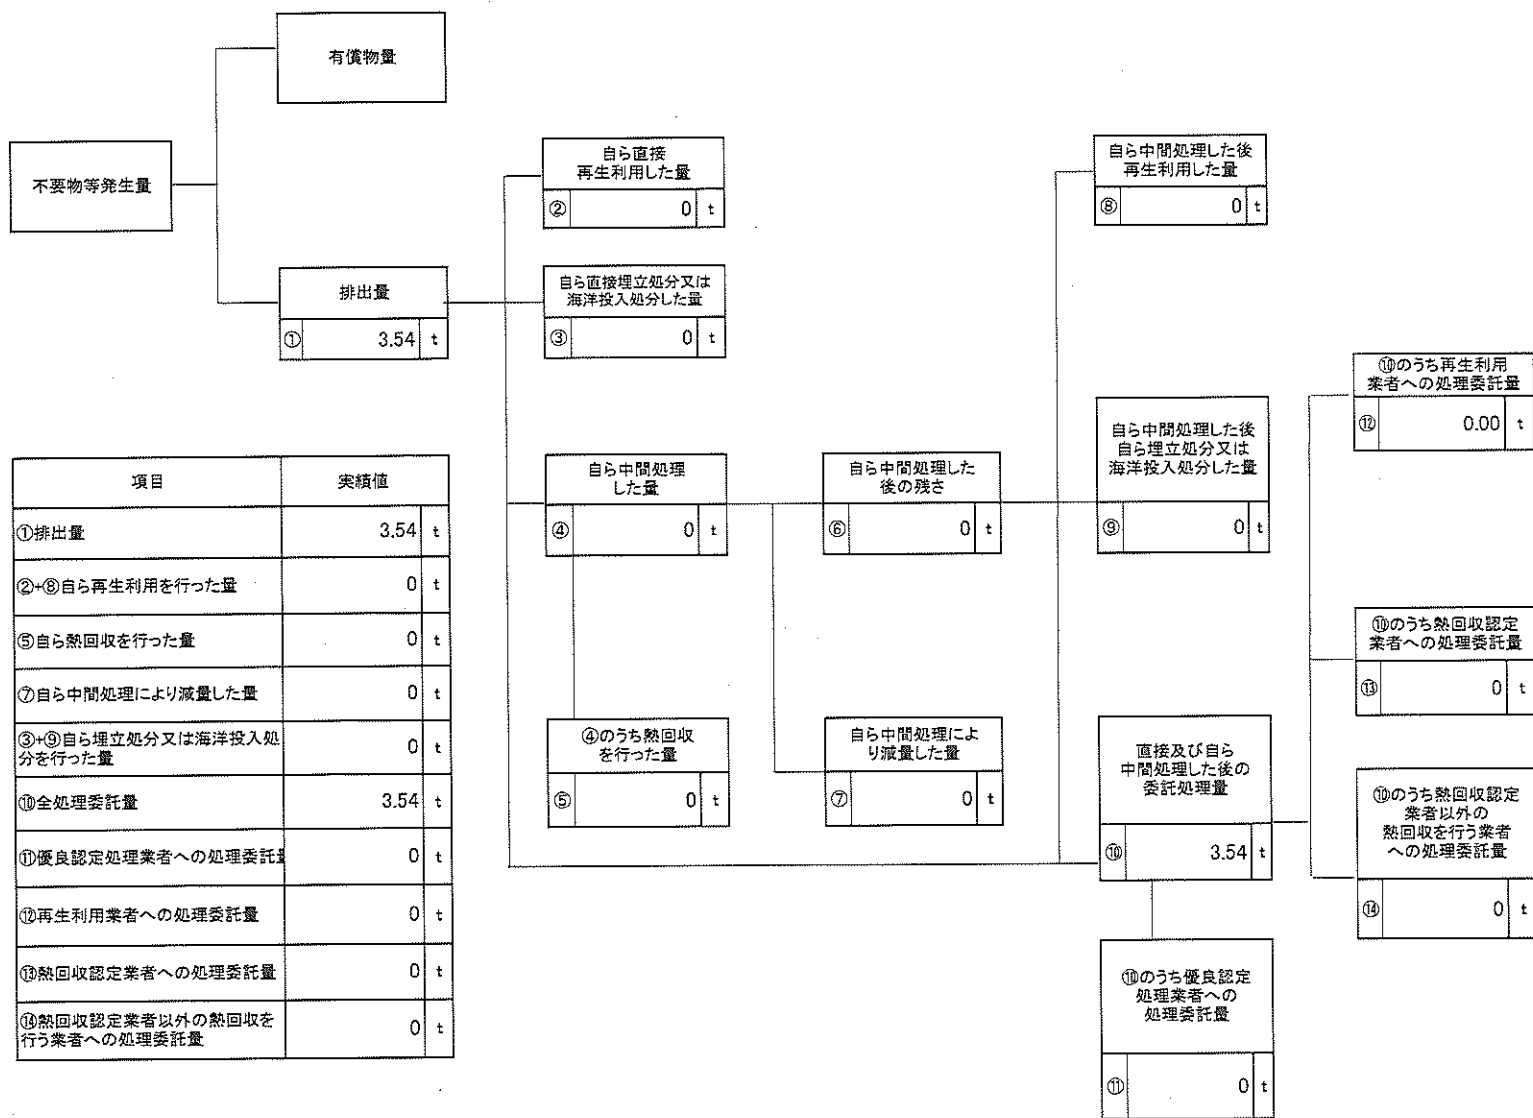 有償物量
不要物等発生量
排出量
① 3.54 t
自ら直接
再生利用した量
② 0 t
自ら直接埋立処分又は
海洋投入処分した量
③ 0 t
自ら中間処理
した量
④ 0 t
④のうち熱回収
を行った量
⑤ 0 t
自ら中間処理した
後の残さ
⑥ 0 t
自ら中間処理によ
り減量した量
⑦ 0 t
自ら中間処理した後
再生利用した量
⑧ 0 t
自ら中間処理した後
自ら埋立処分又は
海洋投入処分した量
⑨ 0 t
直接及び自ら
中間処理した後の
委託処理量
⑩ 3.54 t
⑩のうち優良認定
処理業者への
処理委託量
⑪ 0 t
⑩のうち再生利用
業者への処理委託量
⑫ 0.00 t
⑩のうち熱回収認定
業者への処理委託量
⑬ 0 t
⑩のうち熱回収認定
業者以外の
熱回収を行う業者
への処理委託量
⑭ 0 t
項目 実績値
①排出量 3.54 t
②+⑧自ら再生利用を行った量 0 t
⑤自ら熱回収を行った量 0 t
⑦自ら中間処理により減量した量 0 t
③+⑨自ら埋立処分又は海洋投入処
分を行った量 0 t
⑩全処理委託量 3.54 t
⑪優良認定処理業者への処理委託量 0 t
⑫再生利用業者への処理委託量 0 t
⑬熱回収認定業者への処理委託量 0 t
⑭熱回収認定業者以外の熱回収を
行う業者への処理委託量 0 t